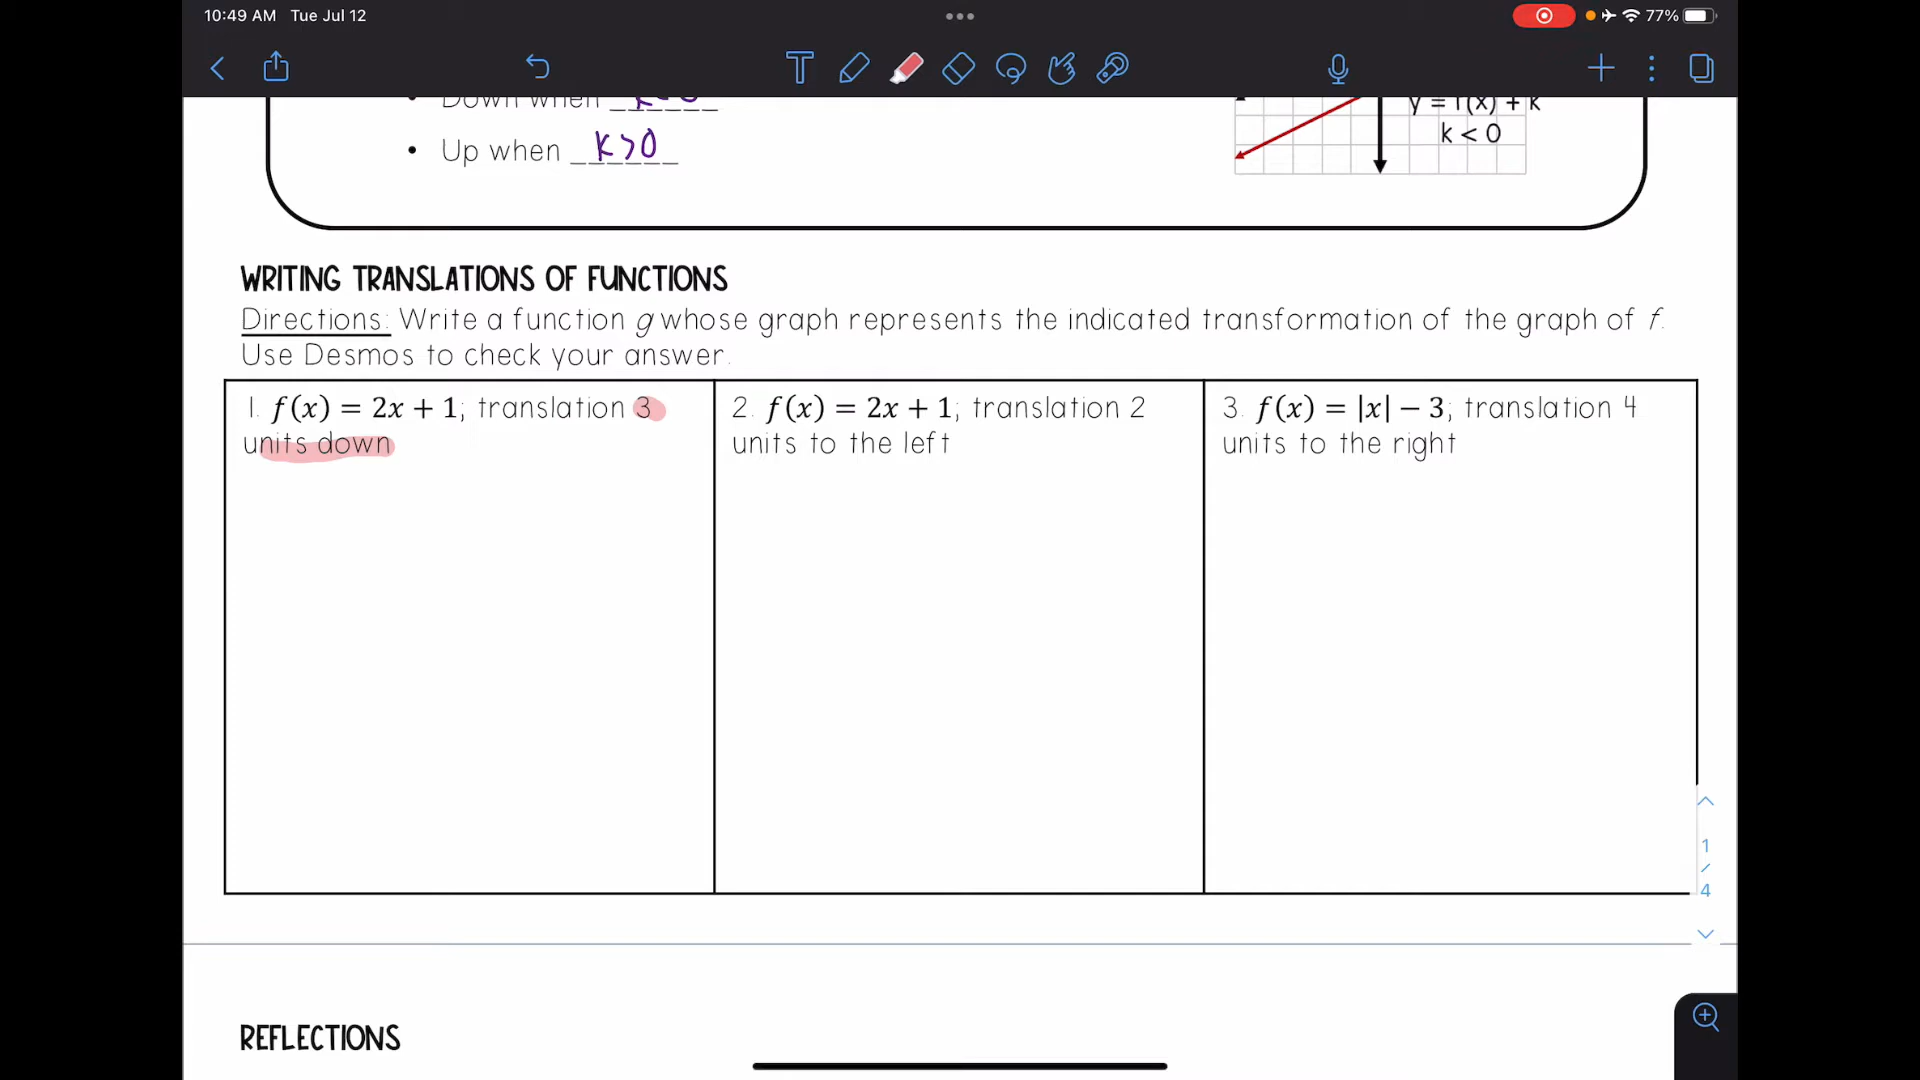 10:49 AM Tue Jul 12
77%
Down when k<0
y = f(x) + k
k < 0
• Up when k>0
WRITING TRANSLATIONS OF FUNCTIONS
Directions: Write a function g whose graph represents the indicated transformation of the graph of f.
Use Desmos to check your answer.
1. f(x) = 2x + 1; translation 3
units down
2. f(x) = 2x + 1; translation 2
units to the left
3. f(x) = |x| − 3; translation 4
units to the right
1
/
4
REFLECTIONS